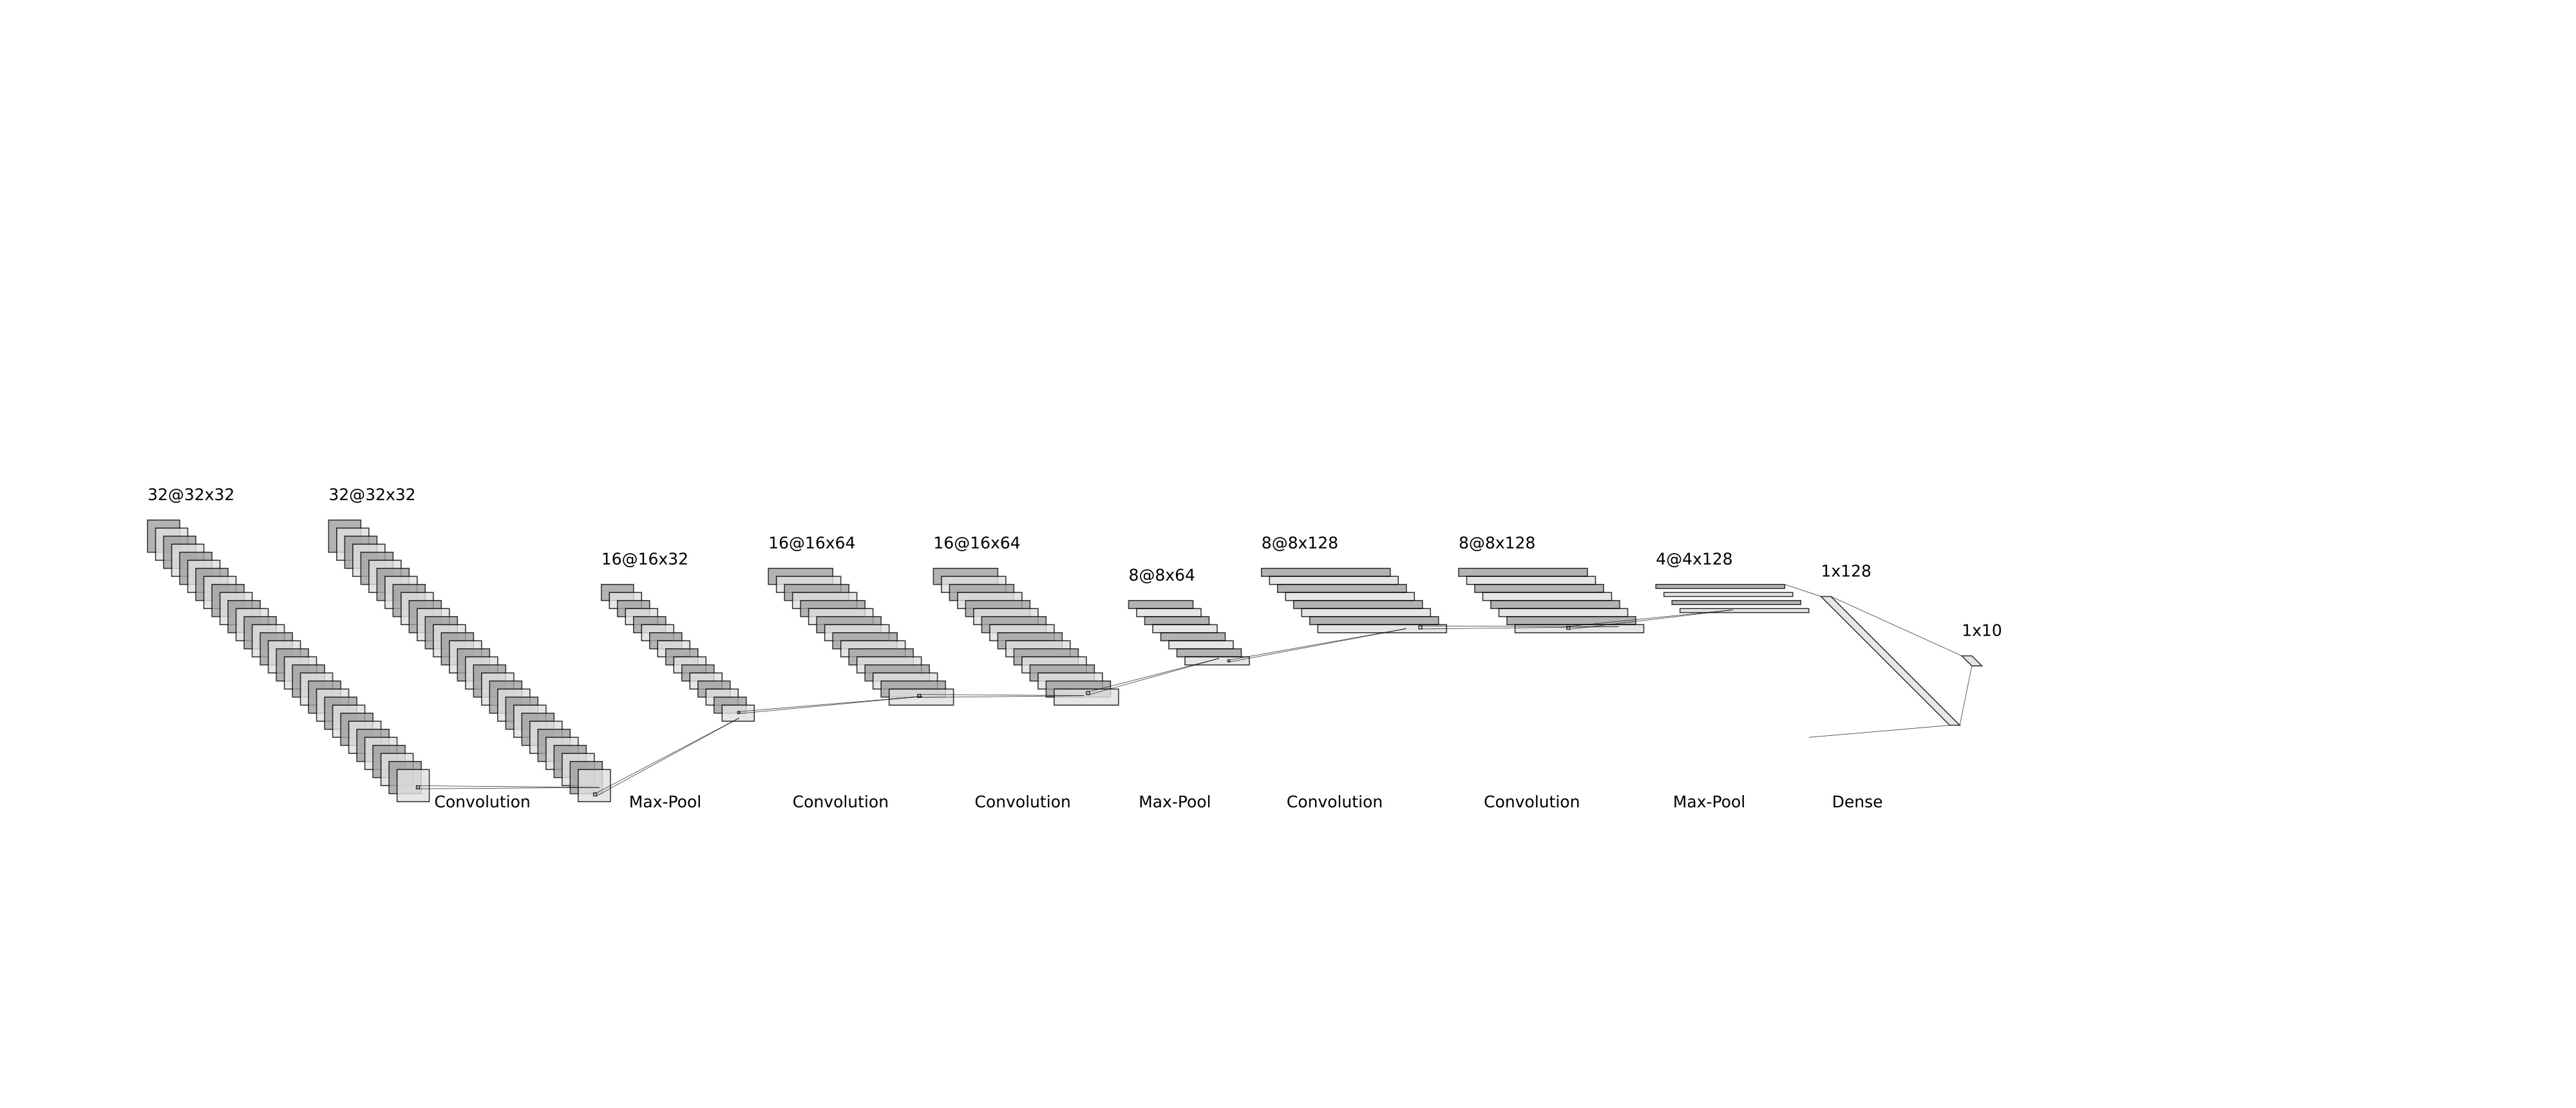 32@32x32
32@32x32
16@16x32
16@16x64
16@16x64
8@8x64
8@8x128
8@8x128
4@4x128
1x128
1x10
Convolution
Max-Pool
Convolution
Convolution
Max-Pool
Convolution
Convolution
Max-Pool
Dense